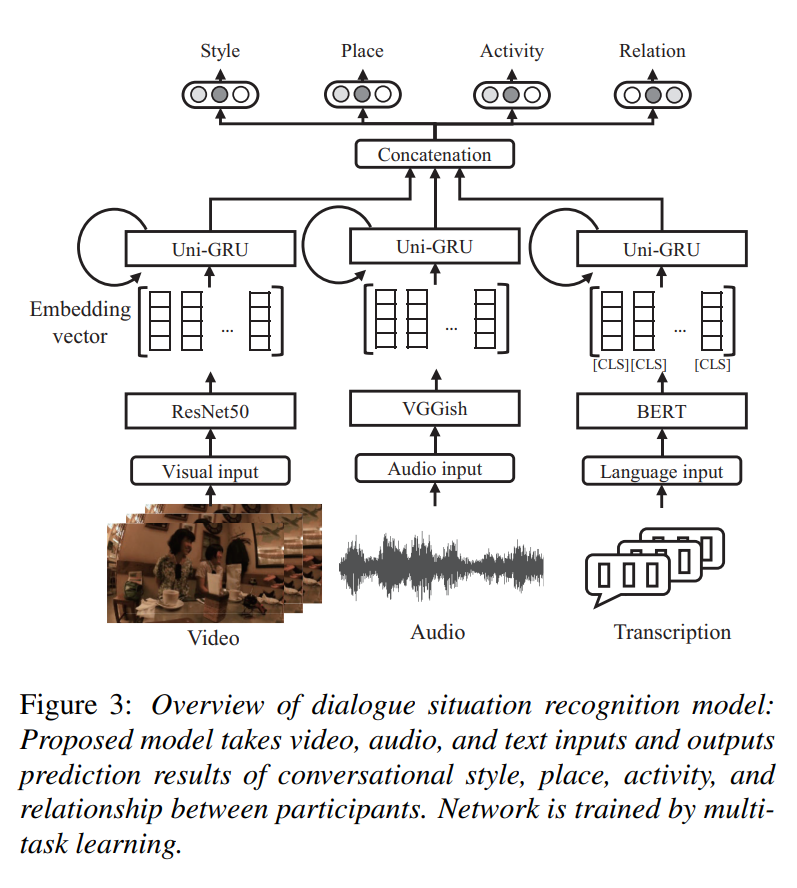 Style Place Activity Relation
Concatenation
Uni-GRU Uni-GRU Uni-GRU
Embedding
vector
... ... ...
[CLS] [CLS] [CLS]
ResNet50 VGGish BERT
Visual input Audio input Language input
Video Audio Transcription
Figure 3: Overview of dialogue situation recognition model:
Proposed model takes video, audio, and text inputs and outputs
prediction results of conversational style, place, activity, and
relationship between participants. Network is trained by multi-
task learning.